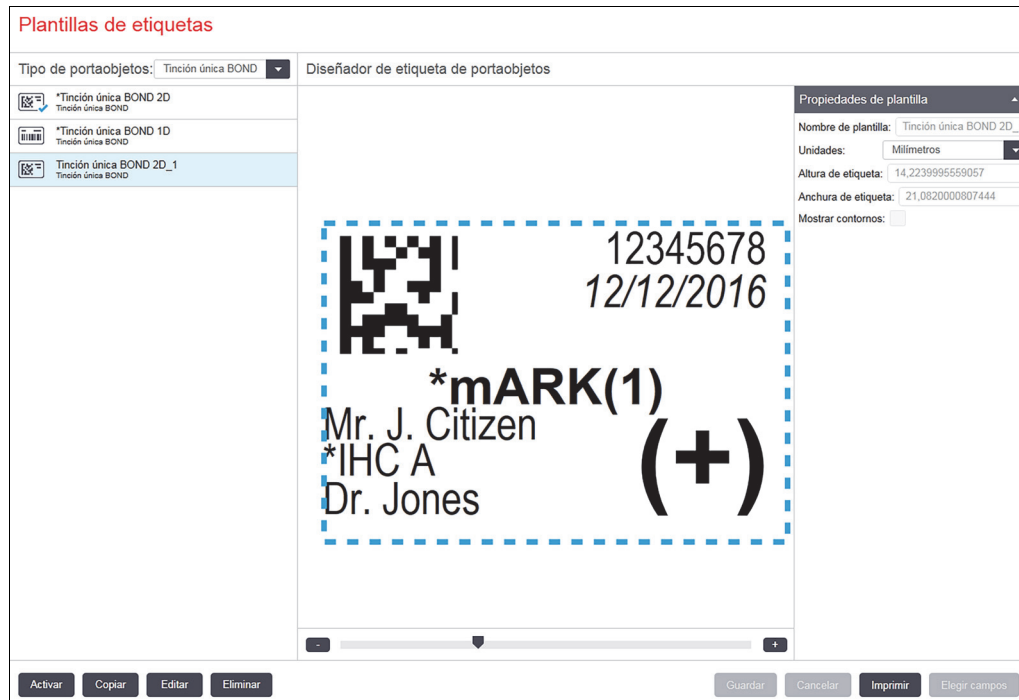 Plantillas de etiquetas
Tipo de portaobjetos: Tinción única BOND
Diseñador de etiqueta de portaobjetos
*Tinción única BOND 2D
Tinción única BOND
*Tinción única BOND 1D
Tinción única BOND
Tinción única BOND 2D_1
Tinción única BOND
12345678
12/12/2016
*mARK(1)
Mr. J. Citizen
*IHC A
Dr. Jones
(+)
Propiedades de plantilla
Nombre de plantilla: Tinción única BOND 2D_
Unidades: Milímetros
Altura de etiqueta: 14,2239995559057
Anchura de etiqueta: 21,0820000807444
Mostrar contornos:
- +
Activar Copiar Editar Eliminar Guardar Cancelar Imprimir Elegir campos